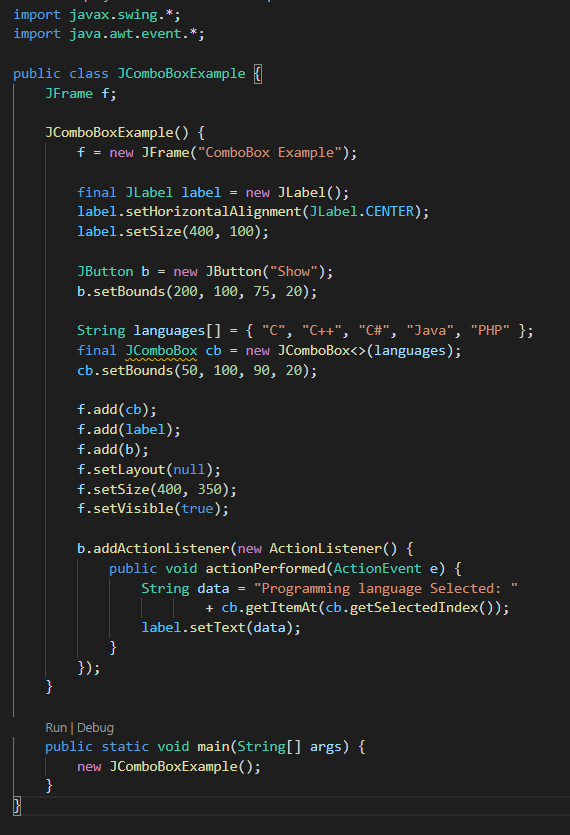 import javax.swing.*;
import java.awt.event.*;

public class JComboBoxExample {
    JFrame f;

    JComboBoxExample() {
        f = new JFrame("ComboBox Example");

        final JLabel label = new JLabel();
        label.setHorizontalAlignment(JLabel.CENTER);
        label.setSize(400, 100);

        JButton b = new JButton("Show");
        b.setBounds(200, 100, 75, 20);

        String languages[] = { "C", "C++", "C#", "Java", "PHP" };
        final JComboBox cb = new JComboBox<>(languages);
        cb.setBounds(50, 100, 90, 20);

        f.add(cb);
        f.add(label);
        f.add(b);
        f.setLayout(null);
        f.setSize(400, 350);
        f.setVisible(true);

        b.addActionListener(new ActionListener() {
            public void actionPerformed(ActionEvent e) {
                String data = "Programming language Selected: "
                        + cb.getItemAt(cb.getSelectedIndex());
                label.setText(data);
            }
        });
    }

    Run | Debug
    public static void main(String[] args) {
        new JComboBoxExample();
    }
}